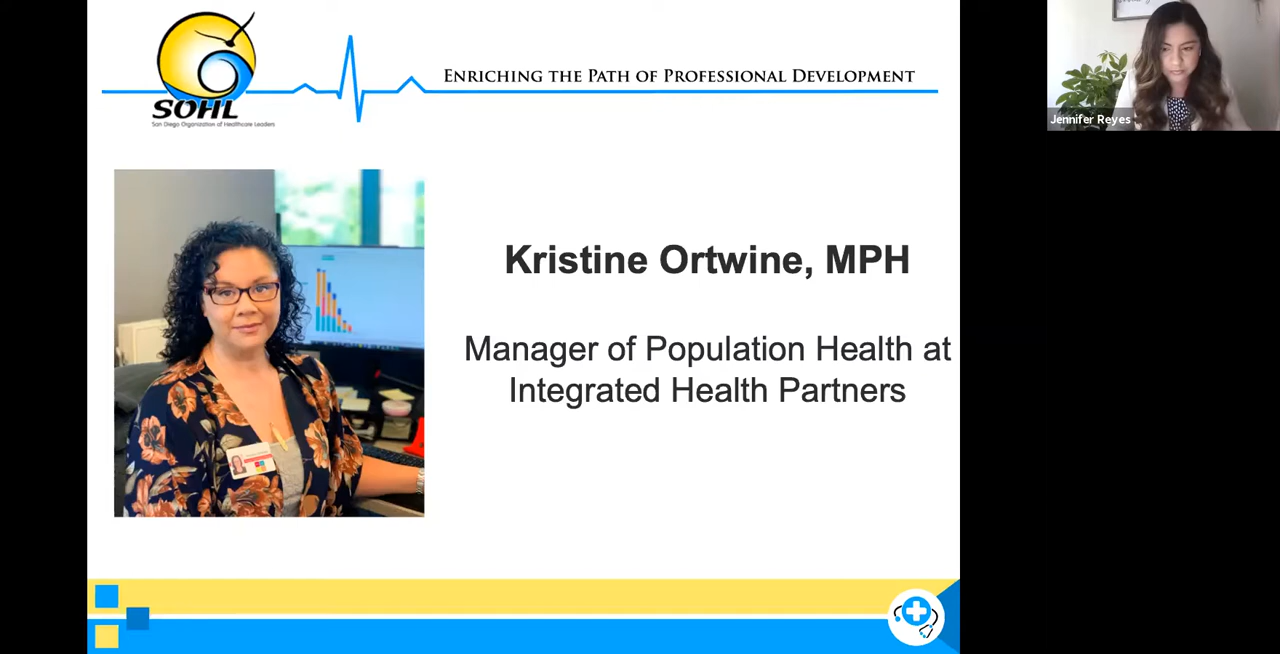 SOHL
San Diego Organization of Healthcare Leaders
ENRICHING THE PATH OF PROFESSIONAL DEVELOPMENT
Jennifer Reyes
Kristine Ortwine, MPH
Manager of Population Health at
Integrated Health Partners